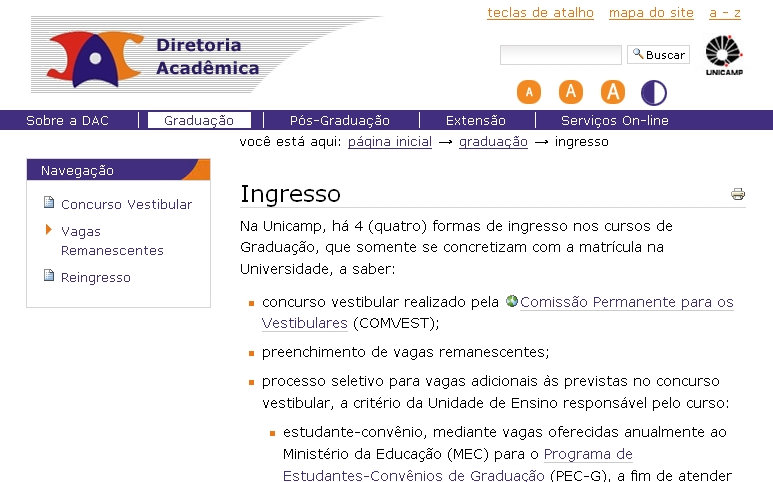 teclas de atalho mapa do site a - z
Diretoria
Acadêmica
Buscar
UNICAMP
A A A
Sobre a DAC Graduação Pós-Graduação Extensão Serviços On-line
você está aqui: página inicial → graduação → ingresso
Navegação
Concurso Vestibular
Vagas
Remanescentes
Reingresso
Ingresso
Na Unicamp, há 4 (quatro) formas de ingresso nos cursos de
Graduação, que somente se concretizam com a matrícula na
Universidade, a saber:
concurso vestibular realizado pela Comissão Permanente para os
Vestibulares (COMVEST);
preenchimento de vagas remanescentes;
processo seletivo para vagas adicionais às previstas no concurso
vestibular, a critério da Unidade de Ensino responsável pelo curso:
estudante-convênio, mediante vagas oferecidas anualmente ao
Ministério da Educação (MEC) para o Programa de
Estudantes-Convênios de Graduação (PEC-G), a fim de atender